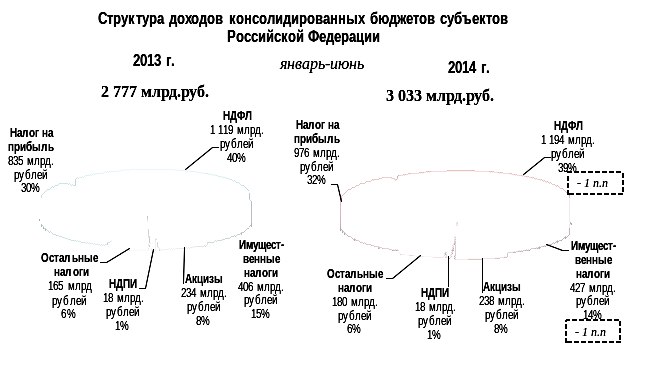 Структура доходов консолидированных бюджетов субъектов
Российской Федерации
2013 г.
январь-июнь
2014 г.
2 777 млрд.руб.
3 033 млрд.руб.
Налог на
прибыль
835 млрд.
рублей
30%
НДФЛ
1 119 млрд.
рублей
40%
Имущест-
венные
налоги
406 млрд.
рублей
15%
Акцизы
234 млрд.
рублей
8%
НДПИ
18 млрд.
рублей
1%
Остальные
налоги
165 млрд
рублей
6%
Налог на
прибыль
976 млрд.
рублей
32%
НДФЛ
1 194 млрд.
рублей
39%
- 1 п.п
Имущест-
венные
налоги
427 млрд.
рублей
14%
- 1 п.п
Акцизы
238 млрд.
рублей
8%
НДПИ
18 млрд.
рублей
1%
Остальные
налоги
180 млрд.
рублей
6%